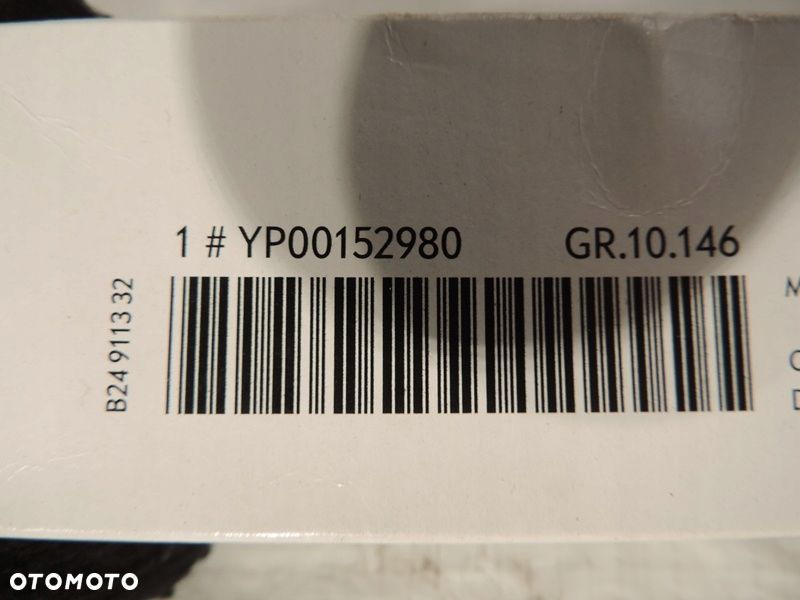 1 # YP00152980 GR.10.146
B24 9113 32
M
OTOMOTO